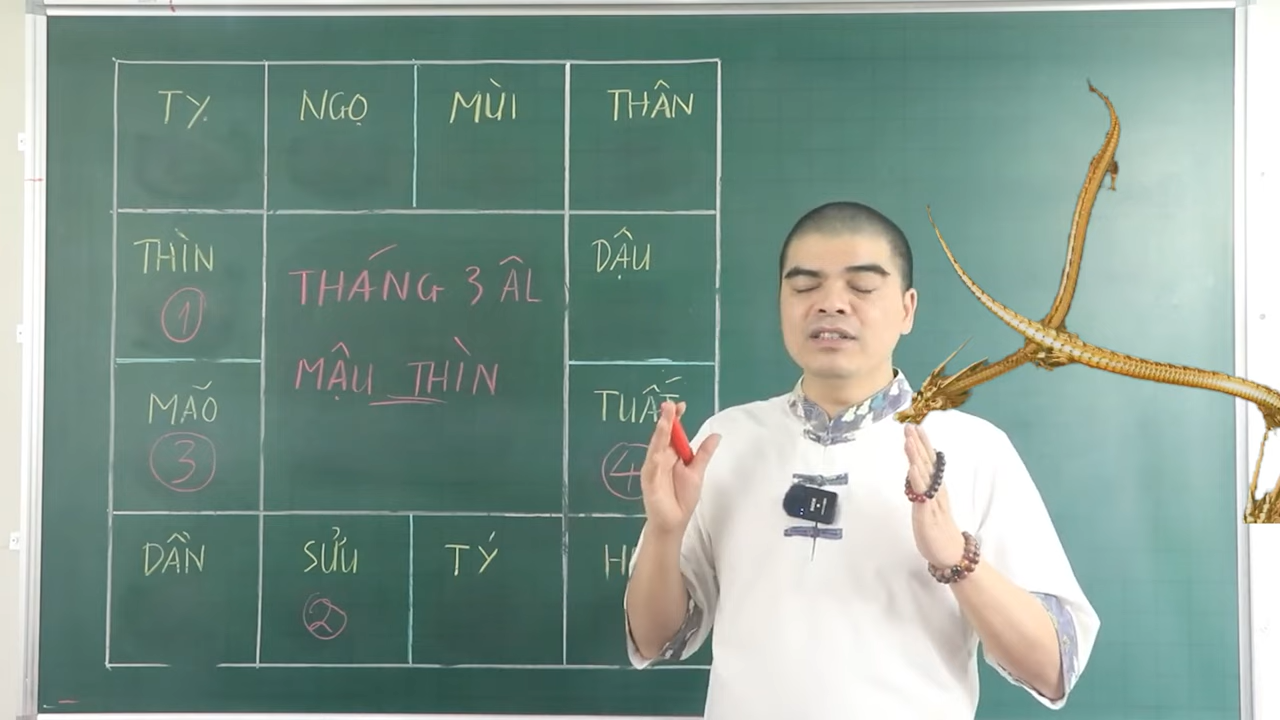 TỴ NGỌ MÙI THÂN
THÌN DẬU
1
THÁNG 3 ÂL
MẬU THÌN
MÃO TUẤT
3 4
DẦN SỬU TÝ
2